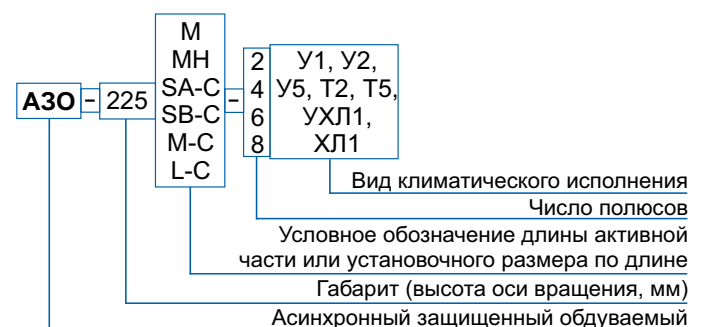 М
МН
SA-C
SB-C
М-С
L-C
АЗО - 225 -
2
4
6
8
У1, У2,
У5, Т2, Т5,
УХЛ1,
ХЛ1
Вид климатического исполнения
Число полюсов
Условное обозначение длины активной
части или установочного размера по длине
Габарит (высота оси вращения, мм)
Асинхронный защищенный обдуваемый